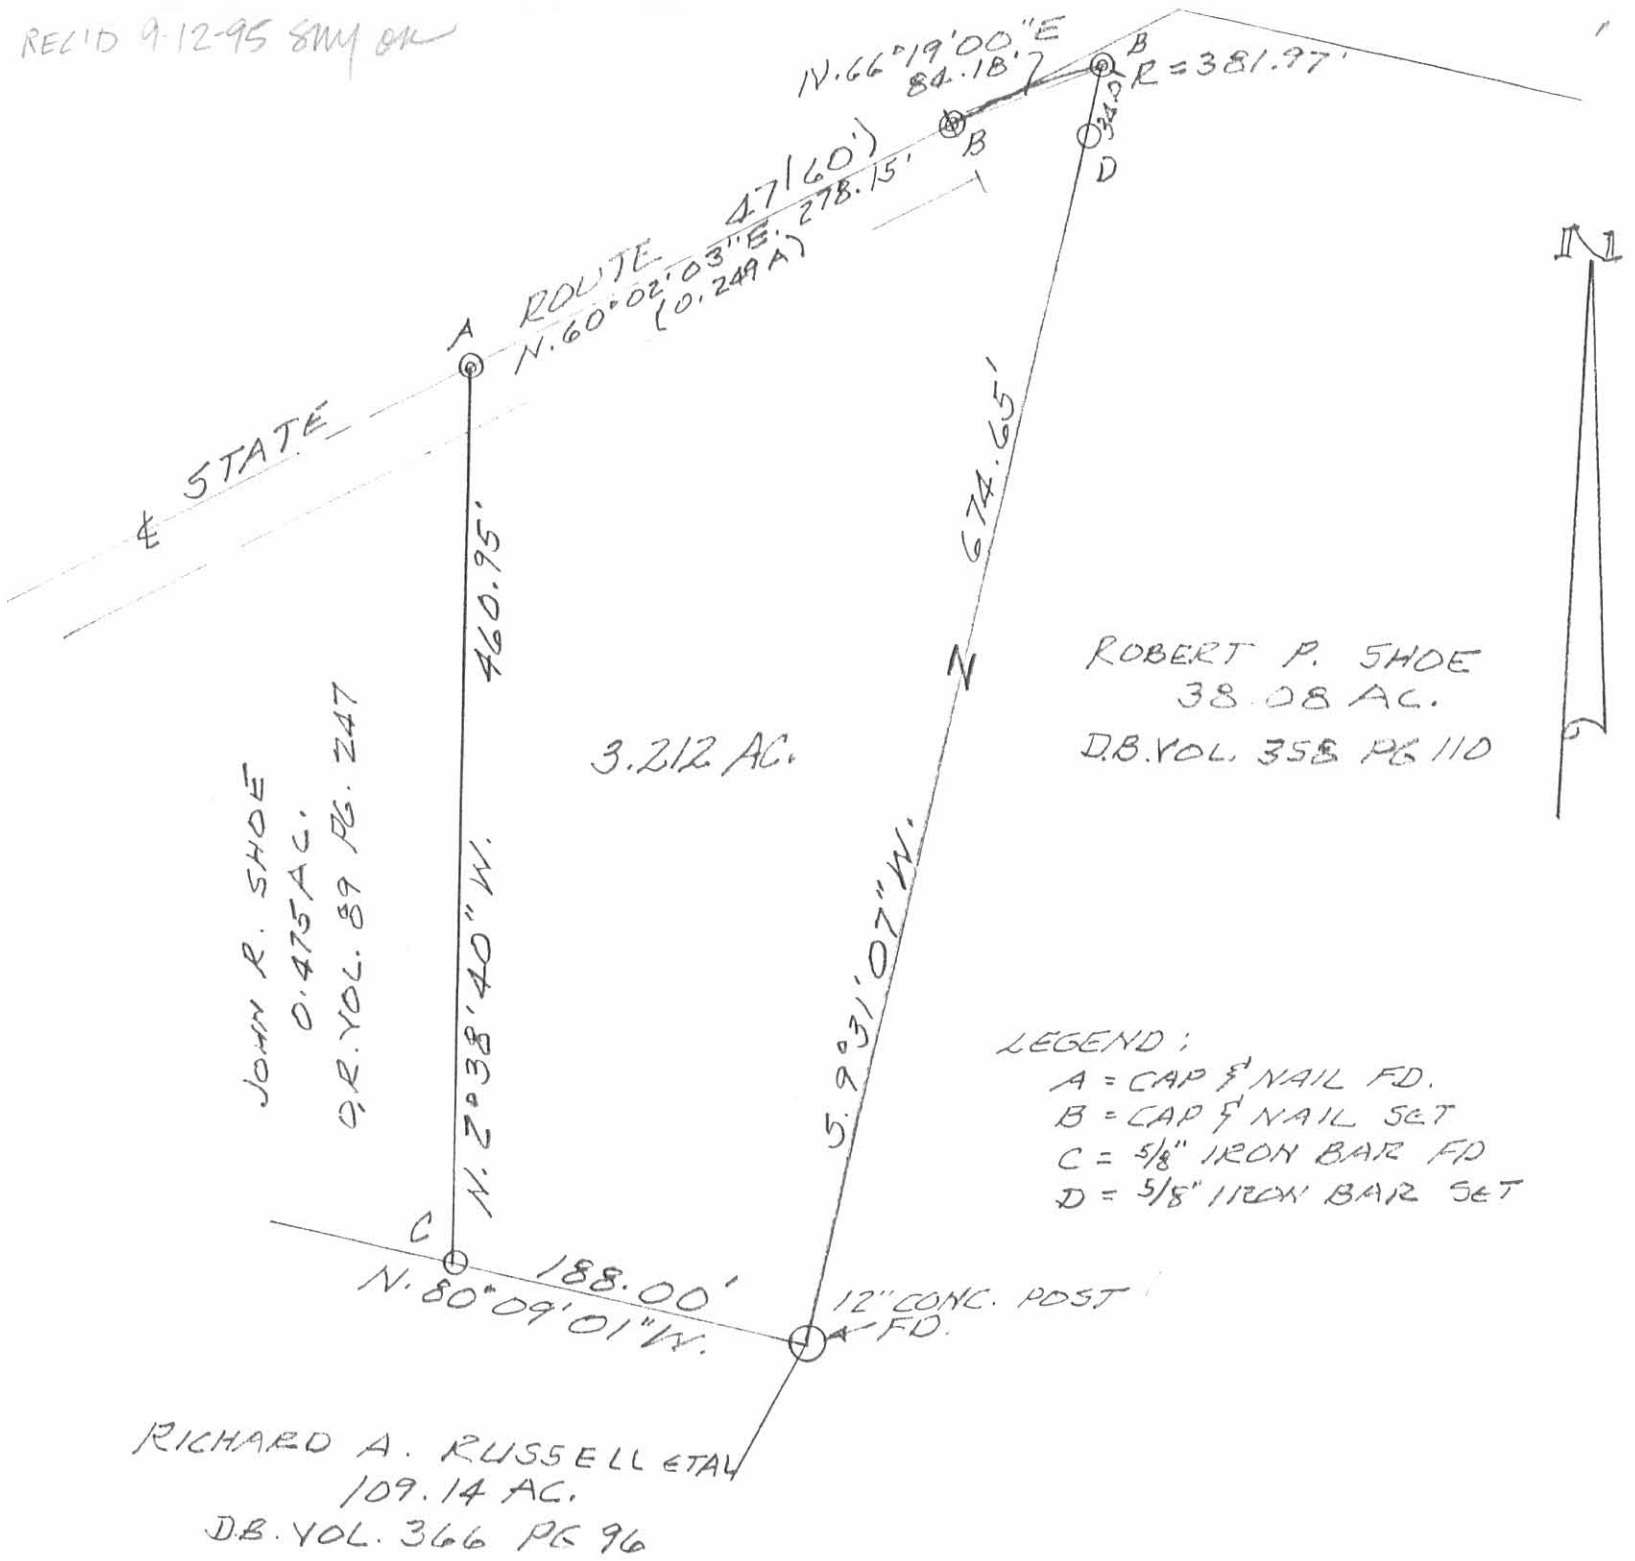 REC'D 9-12-95 SMY OK
N.66°19'00"E
84.18'
B
R=381.97'
34.0
B
D
STATE ROUTE 47(60')
N.60°02'03"E. 278.15'
(0.249 A)
A
℄
N
460.95'
674.65'
N
ROBERT P. SHOE
38.08 AC.
D.B.VOL. 358 PG 110
3.212 AC.
JOHN R. SHOE
0.475 AC.
O.R. VOL. 89 PG. 247
N.2°38'40"W.
S.9°31'07"W.
LEGEND:
A = CAP & NAIL FD.
B = CAP & NAIL SET
C = 5/8" IRON BAR FD
D = 5/8" IRON BAR SET
C
188.00'
N.80°09'01"W.
12" CONC. POST
FD.
RICHARD A. RUSSELL ETAL
109.14 AC.
D.B. VOL. 366 PG 96